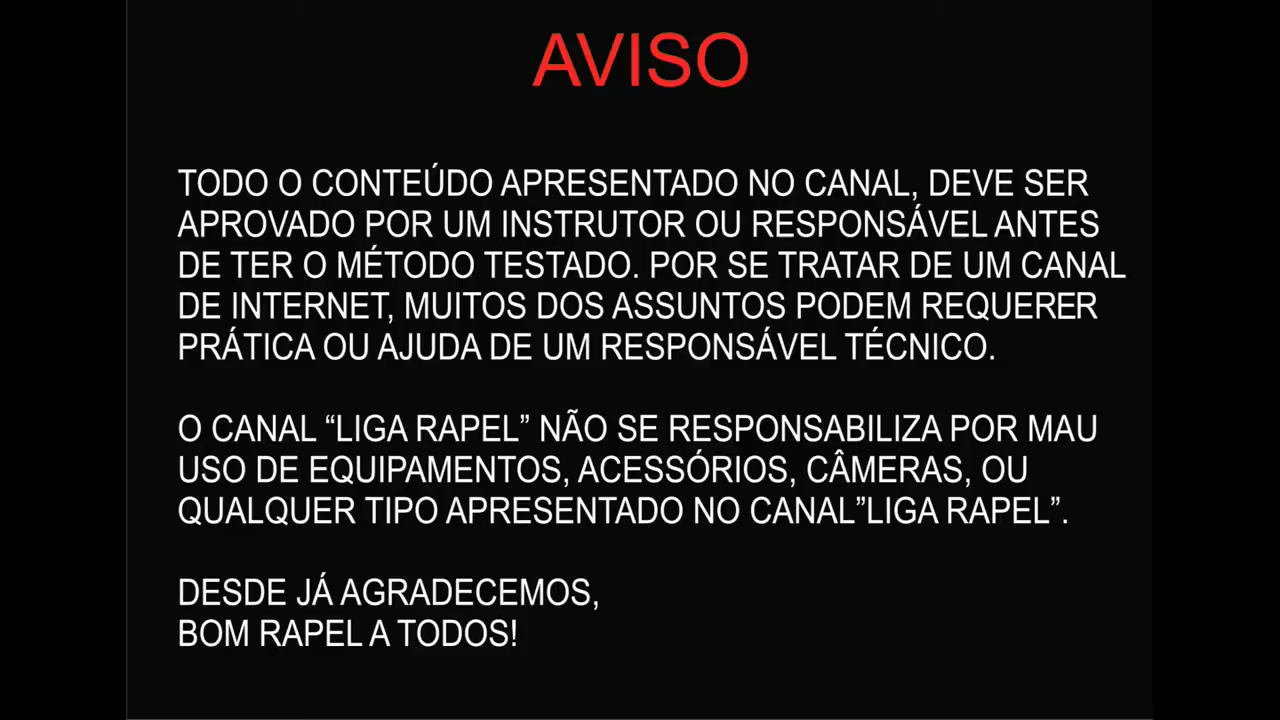 AVISO
TODO O CONTEÚDO APRESENTADO NO CANAL, DEVE SER
APROVADO POR UM INSTRUTOR OU RESPONSÁVEL ANTES
DE TER O MÉTODO TESTADO. POR SE TRATAR DE UM CANAL
DE INTERNET, MUITOS DOS ASSUNTOS PODEM REQUERER
PRÁTICA OU AJUDA DE UM RESPONSÁVEL TÉCNICO.
O CANAL “LIGA RAPEL” NÃO SE RESPONSABILIZA POR MAU
USO DE EQUIPAMENTOS, ACESSÓRIOS, CÂMERAS, OU
QUALQUER TIPO APRESENTADO NO CANAL”LIGA RAPEL”.
DESDE JÁ AGRADECEMOS,
BOM RAPEL A TODOS!